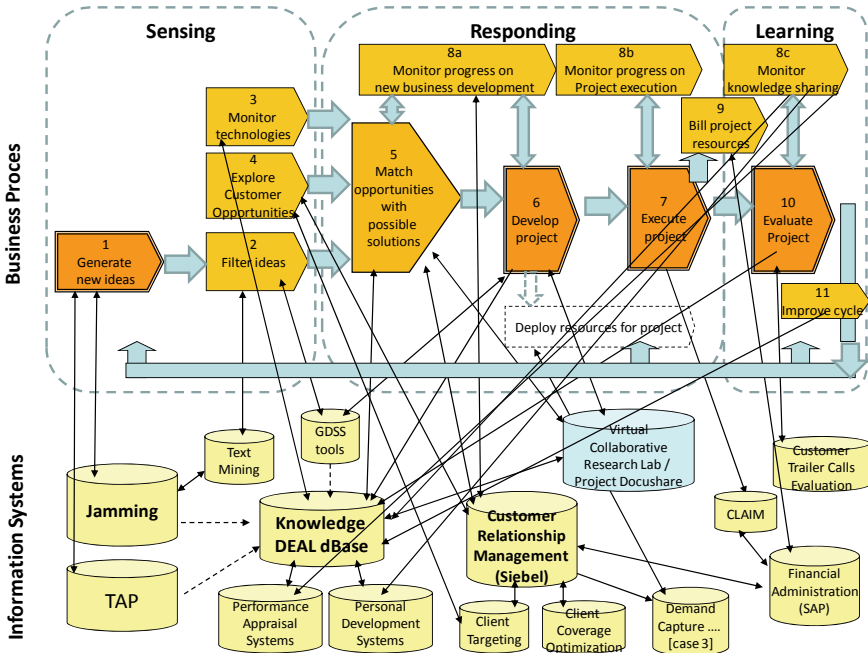 Sensing
Responding
Learning
8a
Monitor progress on
new business development
8b
Monitor progress on
Project execution
8c
Monitor
knowledge sharing
3
Monitor
technologies
9
Bill project
resources
4
Explore
Customer
Opportunities
5
Match
opportunities
with
possible
solutions
6
Develop
project
7
Execute
project
10
Evaluate
Project
1
Generate
new ideas
2
Filter ideas
11
Improve cycle
Deploy resources for project
Business Proces
Information Systems
GDSS
tools
Text
Mining
Virtual
Collaborative
Research Lab /
Project Docushare
Customer
Trailer Calls
Evaluation
Jamming
Knowledge
DEAL dBase
Customer
Relationship
Management
(Siebel)
CLAIM
TAP
Performance
Appraisal
Systems
Personal
Development
Systems
Client
Targeting
Client
Coverage
Optimization
Demand
Capture ....
[case 3]
Financial
Administration
(SAP)